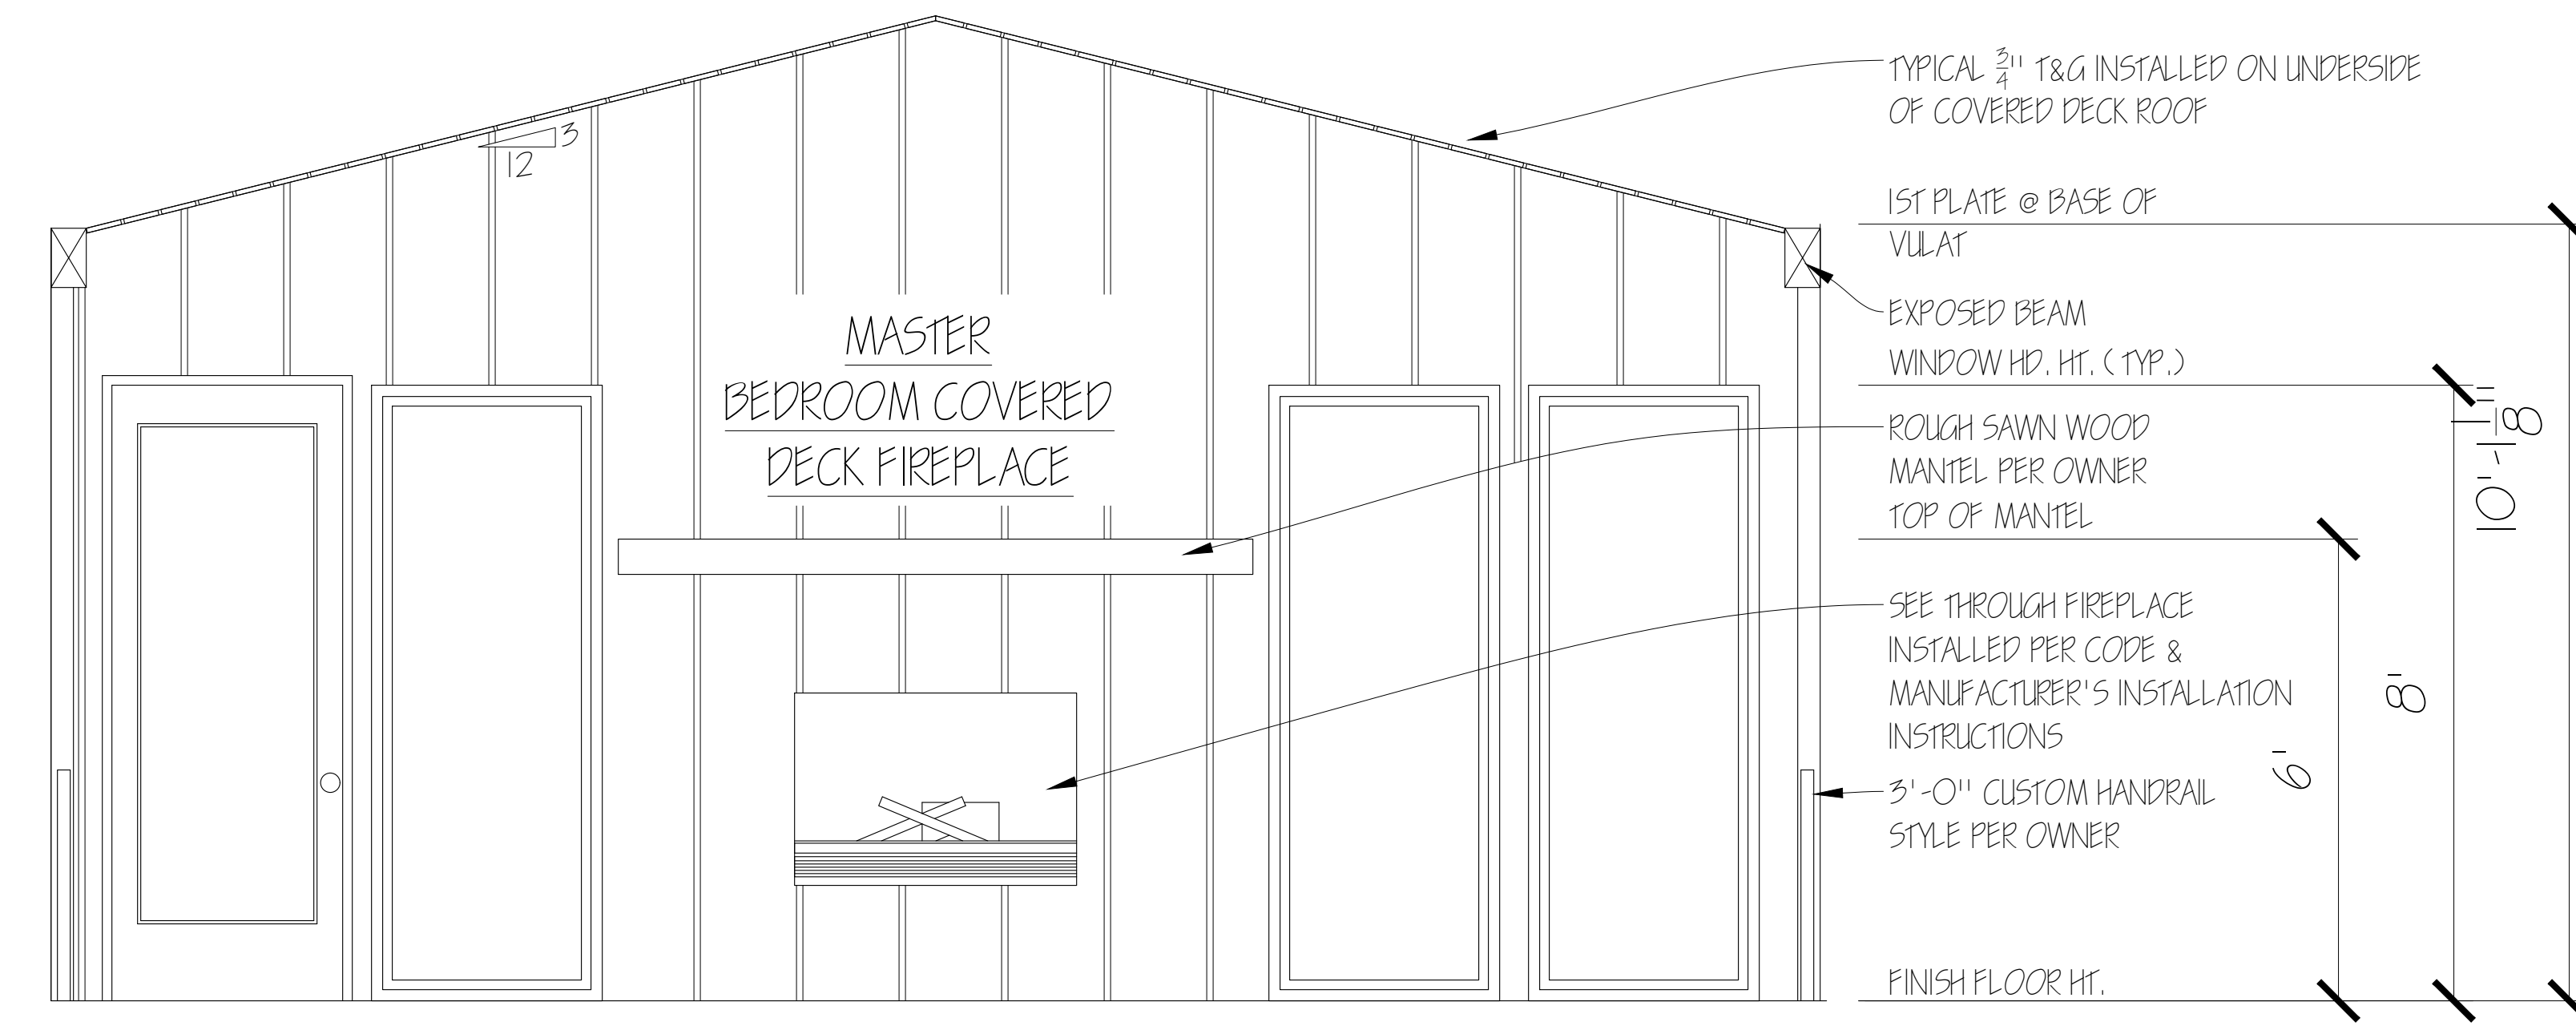 TYPICAL 3/4" T&G INSTALLED ON UNDERSIDE
OF COVERED DECK ROOF
3
12
1ST PLATE @ BASE OF
VULAT
EXPOSED BEAM
WINDOW HD. HT. (TYP.)
MASTER
BEDROOM COVERED
DECK FIREPLACE
ROUGH SAWN WOOD
MANTEL PER OWNER
TOP OF MANTEL
SEE THROUGH FIREPLACE
INSTALLED PER CODE &
MANUFACTURER'S INSTALLATION
INSTRUCTIONS
3'-0" CUSTOM HANDRAIL
STYLE PER OWNER
FINISH FLOOR HT.
6'
8'
10'-1 1/8"